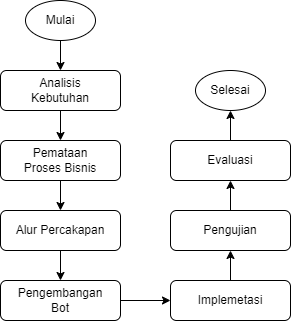 Mulai
Analisis
Kebutuhan
Pemataan
Proses Bisnis
Alur Percakapan
Pengembangan
Bot
Implemetasi
Pengujian
Evaluasi
Selesai